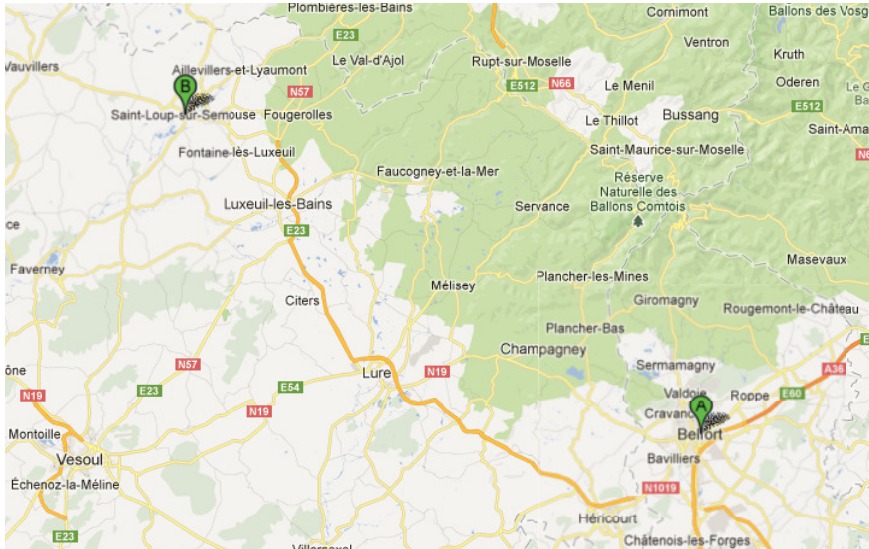 Plombières-les-Bains
Cornimont
Ballons des Vosg
E23
Ventron
Vauvillers
Aillevillers-et-Lyaumont
Le Val-d'Ajol
Rupt-sur-Moselle
Kruth
B
N57
E512
N66
Le Menil
Oderen
E512
Saint-Loup-sur-Semouse
Fougerolles
Le Thillot
Bussang
Saint-Ama
Fontaine-lès-Luxeuil
Saint-Maurice-sur-Moselle
Faucogney-et-la-Mer
Réserve
Naturelle des
Ballons Comtois
Luxeuil-les-Bains
Servance
E23
Masevaux
Faverney
Plancher-les-Mines
Mélisey
Citers
Giromagny
Rougemont-le-Château
Plancher-Bas
Champagney
N57
Sermamagny
A36
ône
Lure
N19
E54
E23
Valdoie
Roppe
E60
N19
N19
A
Cravanc
Montoille
Belfort
Vesoul
Bavilliers
Échenoz-la-Méline
N1019
Héricourt
E23
Châtenois-les-Forges
Villersexel